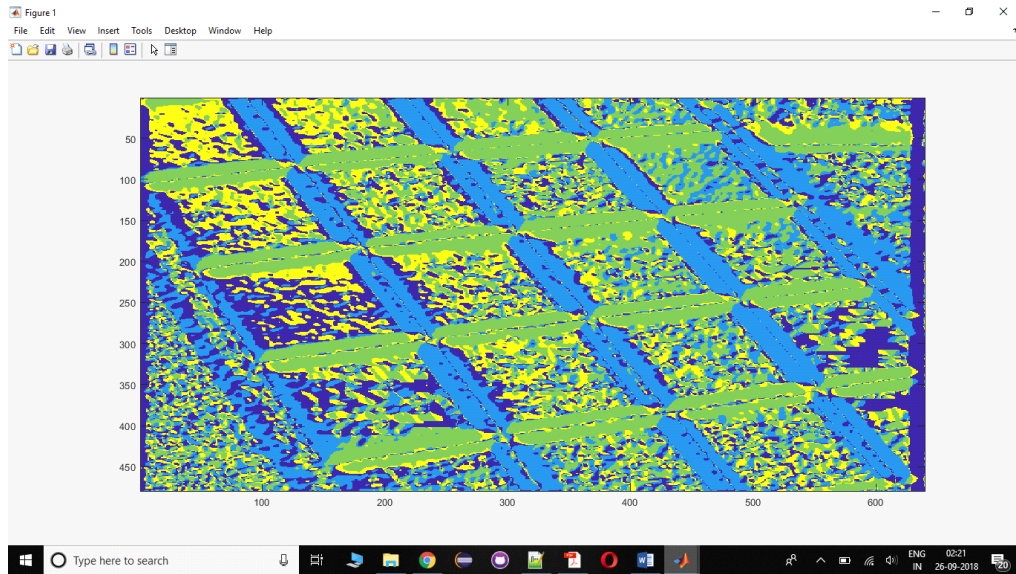 Figure 1
File Edit View Insert Tools Desktop Window Help
50
100
150
200
250
300
350
400
450
100 200 300 400 500 600
Type here to search
ENG 02:21
IN 26-09-2018
20